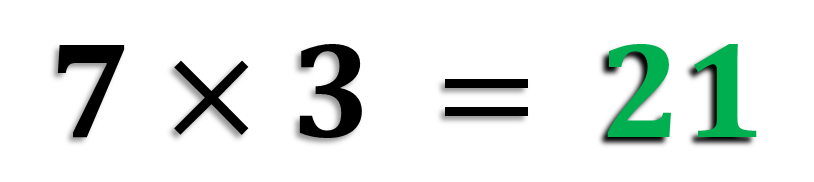 7 × 3 = 21